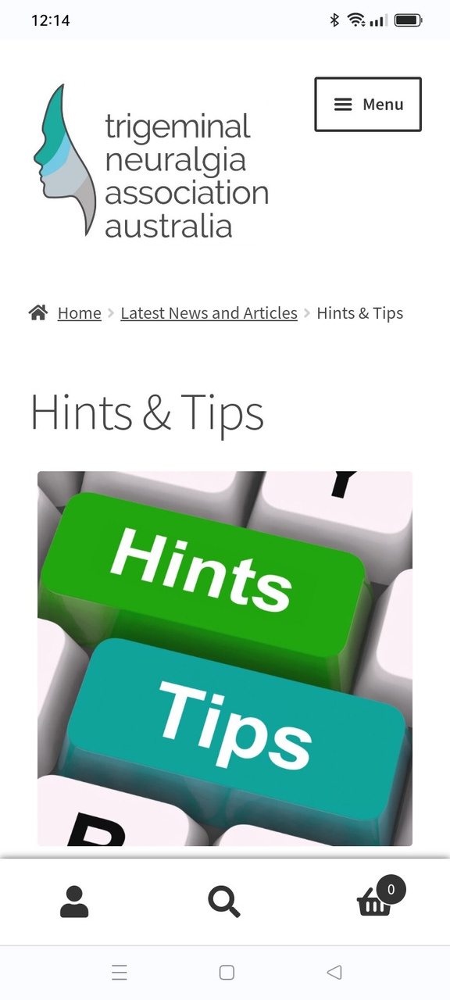 12:14
Menu
trigeminal
neuralgia
association
australia
Home > Latest News and Articles > Hints & Tips
Hints & Tips
Y
Hints
Tips
R
0